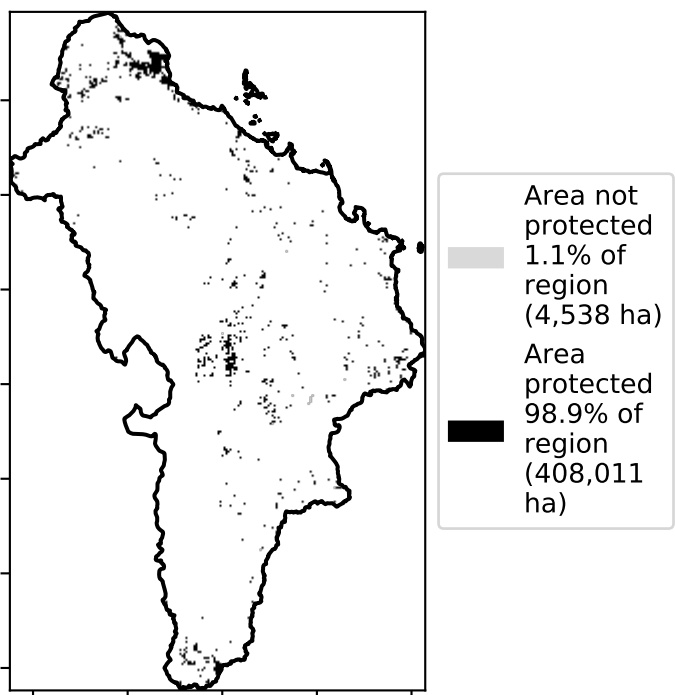 Area not
protected
1.1% of
region
(4,538 ha)
Area
protected
98.9% of
region
(408,011
ha)